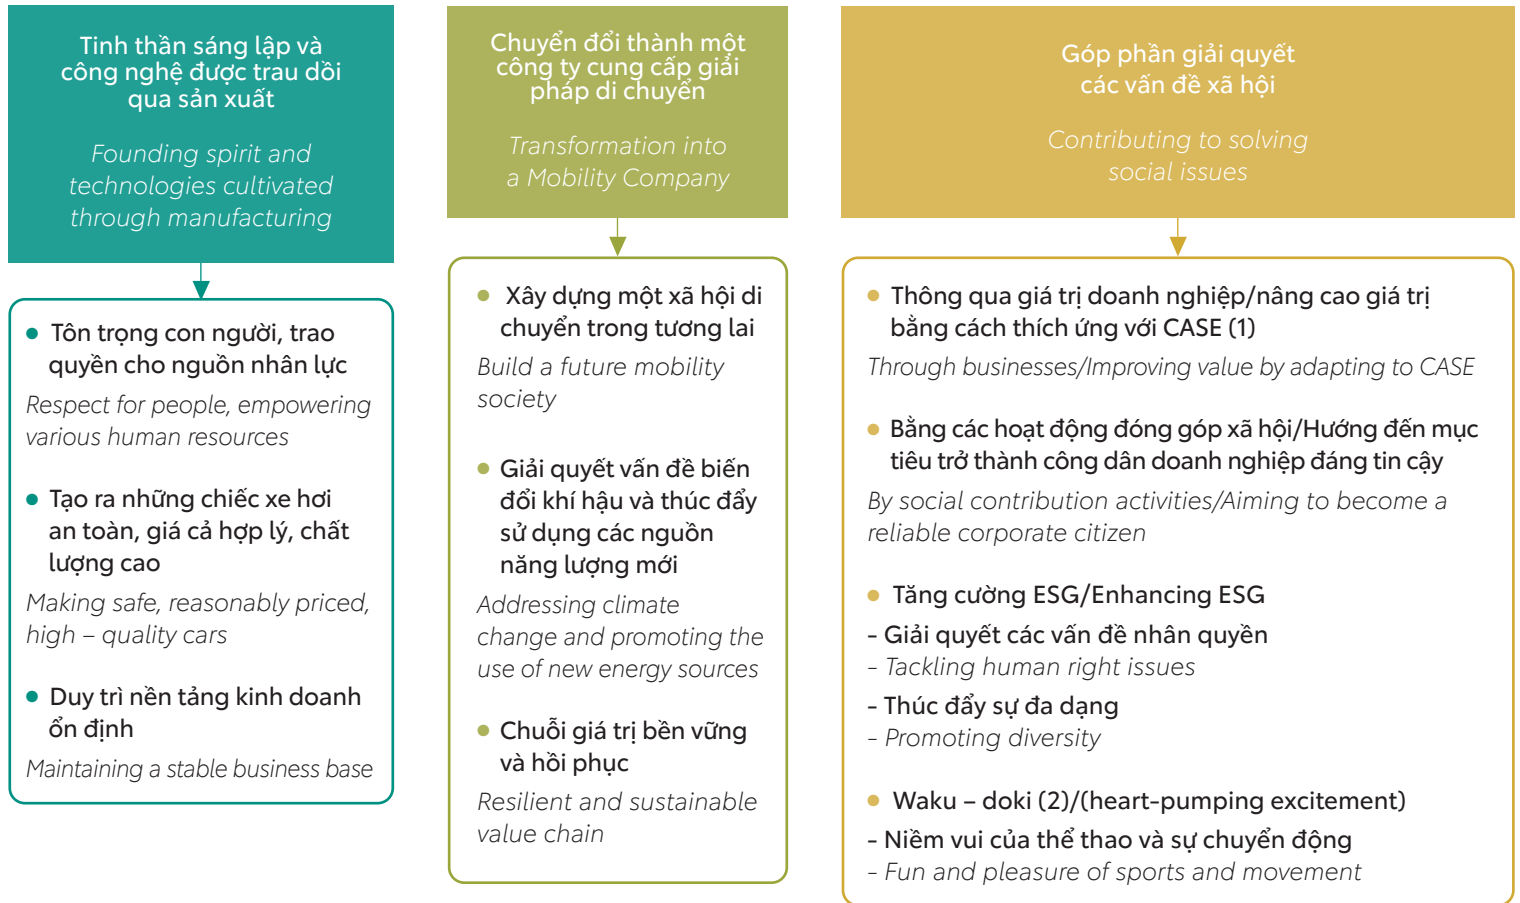 Tinh thần sáng lập và
công nghệ được trau dồi
qua sản xuất
Founding spirit and
technologies cultivated
through manufacturing
Tôn trọng con người, trao
quyền cho nguồn nhân lực
Respect for people, empowering
various human resources
Tạo ra những chiếc xe hơi
an toàn, giá cả hợp lý, chất
lượng cao
Making safe, reasonably priced,
high – quality cars
Duy trì nền tảng kinh doanh
ổn định
Maintaining a stable business base
Chuyển đổi thành một
công ty cung cấp giải
pháp di chuyển
Transformation into
a Mobility Company
Xây dựng một xã hội di
chuyển trong tương lai
Build a future mobility
society
Giải quyết vấn đề biến
đổi khí hậu và thúc đẩy
sử dụng các nguồn
năng lượng mới
Addressing climate
change and promoting the
use of new energy sources
Chuỗi giá trị bền vững
và hồi phục
Resilient and sustainable
value chain
Góp phần giải quyết
các vấn đề xã hội
Contributing to solving
social issues
Thông qua giá trị doanh nghiệp/nâng cao giá trị
bằng cách thích ứng với CASE (1)
Through businesses/Improving value by adapting to CASE
Bằng các hoạt động đóng góp xã hội/Hướng đến mục
tiêu trở thành công dân doanh nghiệp đáng tin cậy
By social contribution activities/Aiming to become a
reliable corporate citizen
Tăng cường ESG/Enhancing ESG
- Giải quyết các vấn đề nhân quyền
- Tackling human right issues
- Thúc đẩy sự đa dạng
- Promoting diversity
Waku – doki (2)/(heart-pumping excitement)
- Niềm vui của thể thao và sự chuyển động
- Fun and pleasure of sports and movement